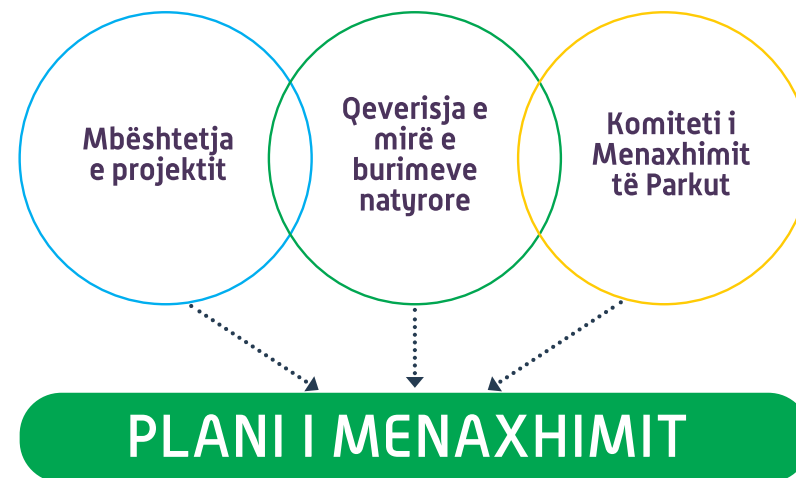 Mbështetja
e projektit
Qeverisja e
mirë e
burimeve
natyrore
Komiteti i
Menaxhimit
të Parkut
PLANI I MENAXHIMIT